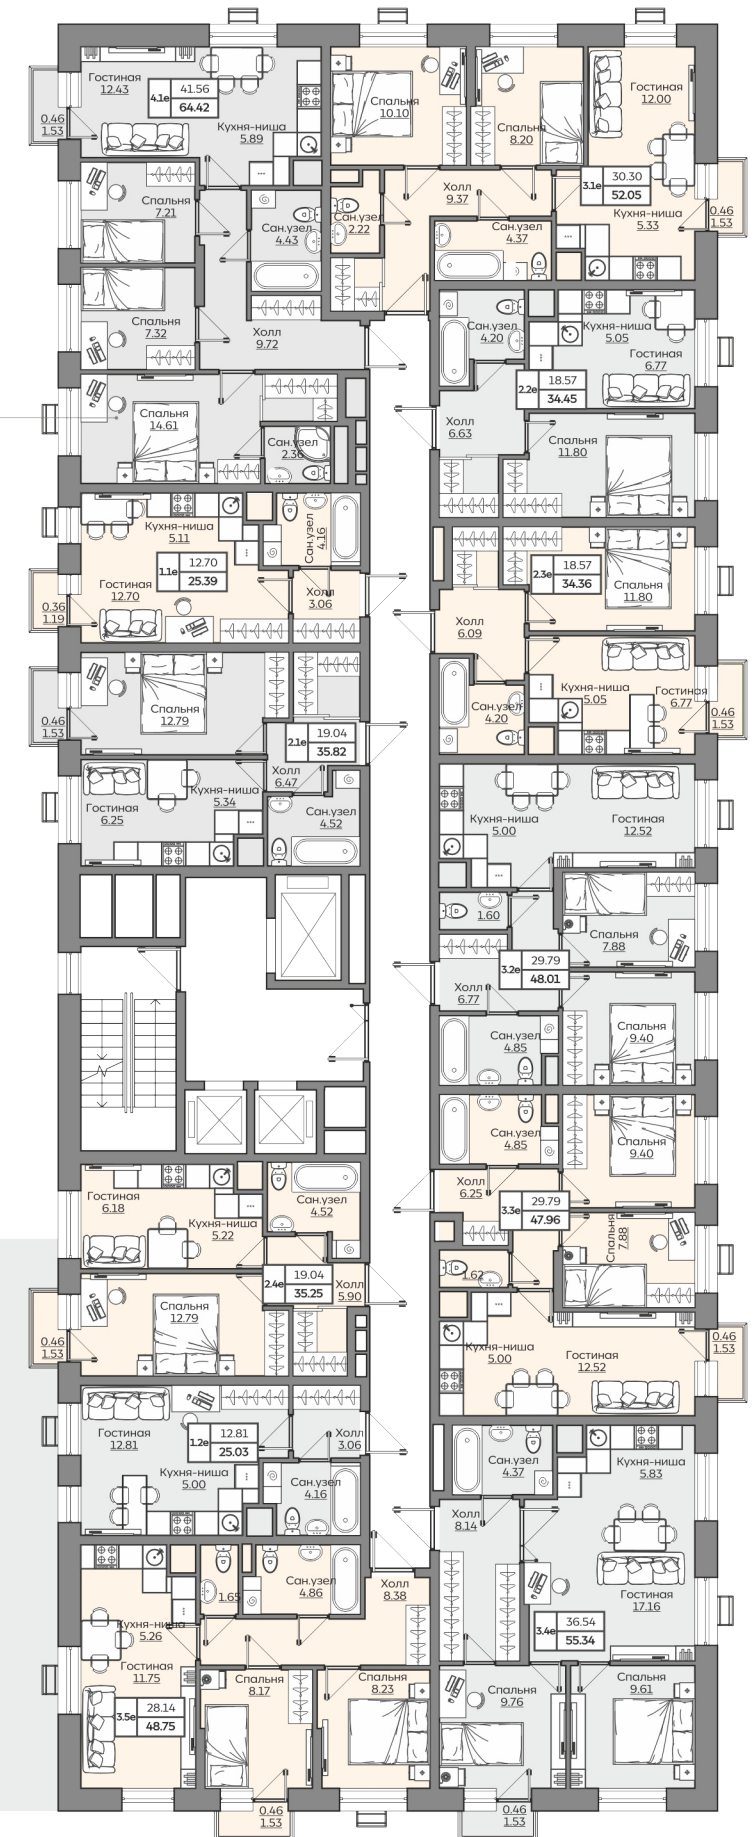 Гостиная
12.43
4.1е
41.56
64.42
0.46
1.53
Кухня-ниша
5.89
Спальня
10.10
Спальня
8.20
Гостиная
12.00
3.1е
30.30
52.05
Кухня-ниша
5.33
0.46
1.53
Холл
9.37
Сан.узел
2.22
Сан.узел
4.37
Спальня
7.21
Сан.узел
4.43
Спальня
7.32
Холл
9.72
Сан.узел
4.20
Кухня-ниша
5.05
6.77
2.2е
18.57
34.45
Спальня
14.61
Сан.узел
2.36
Холл
6.63
Спальня
11.80
Кухня-ниша
5.11
Сан.узел
4.16
1.1е
12.70
25.39
Гостиная
12.70
0.36
1.19
Холл
3.06
2.3е
18.57
34.36
Спальня
11.80
Холл
6.09
Спальня
12.79
0.46
1.53
Сан.узел
4.20
Кухня-ниша
5.05
Гостиная
6.77
0.46
1.53
2.1е
19.04
35.82
Холл
6.47
Кухня-ниша
5.34
Гостиная
6.25
Сан.узел
4.52
Кухня-ниша
5.00
Гостиная
12.52
1.60
Спальня
7.88
3.2е
29.79
48.01
Холл
6.77
Сан.узел
4.85
Спальня
9.40
Сан.узел
4.85
Спальня
9.40
Гостиная
6.18
Кухня-ниша
5.22
Сан.узел
4.52
Холл
6.25
3.3е
29.79
47.96
Спальня
7.88
1.62
2.4е
19.04
35.25
Холл
5.90
Спальня
12.79
0.46
1.53
Кухня-ниша
5.00
Гостиная
12.52
0.46
1.53
Гостиная
12.81
1.2е
12.81
25.03
Холл
3.06
Кухня-ниша
5.00
Сан.узел
4.16
Сан.узел
4.37
Кухня-ниша
5.83
Холл
8.14
Гостиная
17.16
3.4е
36.54
55.34
1.65
Сан.узел
4.86
Холл
8.38
Кухня-ниша
5.26
Гостиная
11.75
3.5е
28.14
48.75
Спальня
8.17
Спальня
8.23
Спальня
9.76
Спальня
9.61
0.46
1.53
0.46
1.53